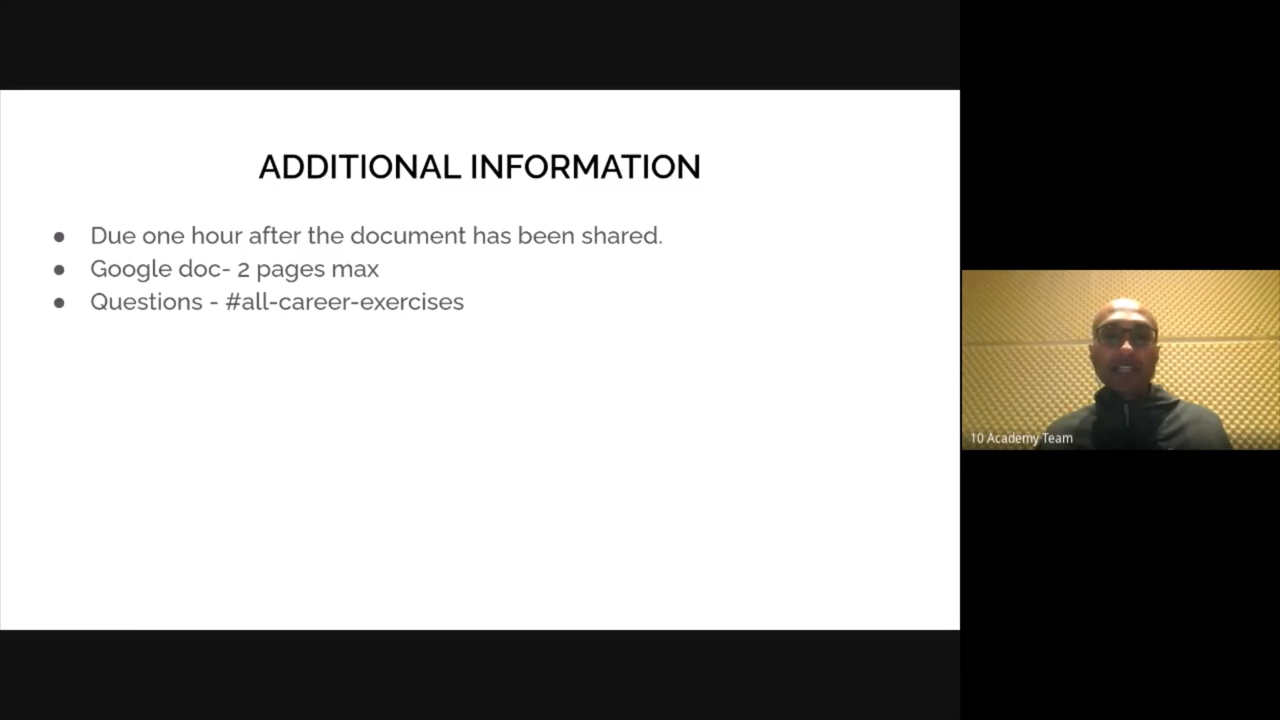 ADDITIONAL INFORMATION
● Due one hour after the document has been shared.
● Google doc- 2 pages max
● Questions - #all-career-exercises
10 Academy Team